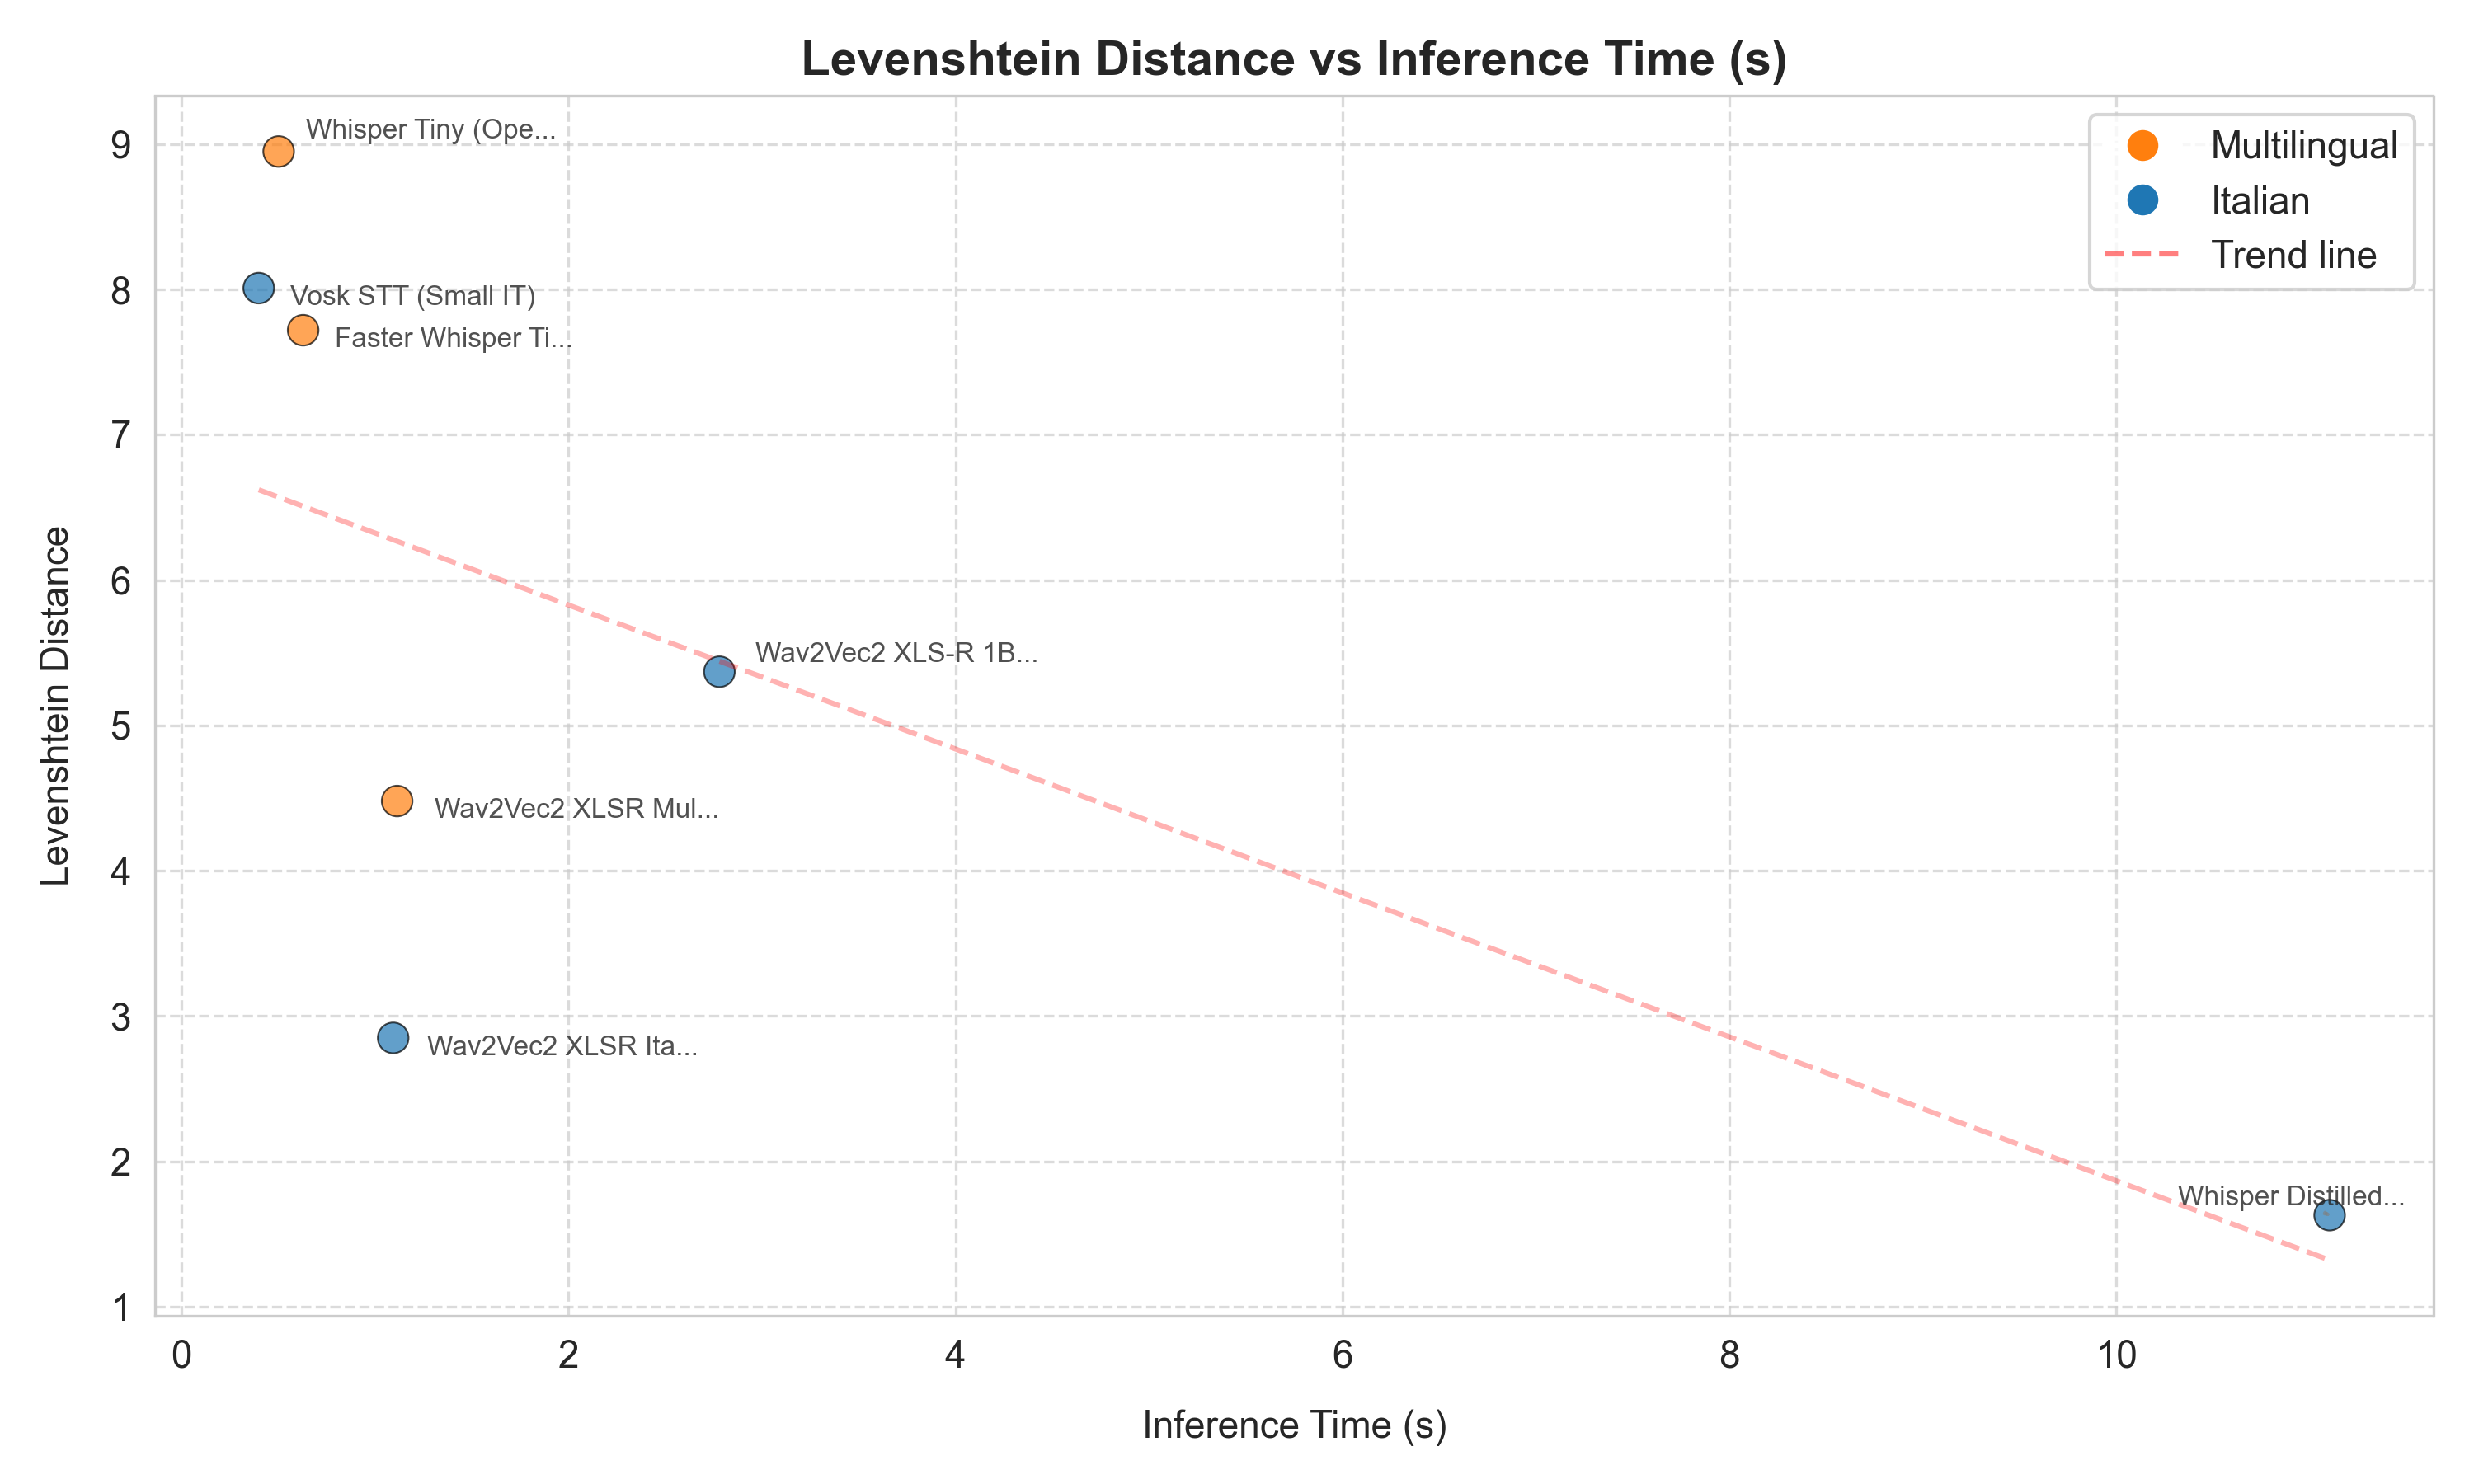 Levenshtein Distance vs Inference Time (s)
Multilingual
Italian
Trend line
Whisper Tiny (Ope...
Vosk STT (Small IT)
Faster Whisper Ti...
Wav2Vec2 XLS-R 1B...
Wav2Vec2 XLSR Mul...
Wav2Vec2 XLSR Ita...
Whisper Distilled...
Levenshtein Distance
9
8
7
6
5
4
3
2
1
0 2 4 6 8 10
Inference Time (s)